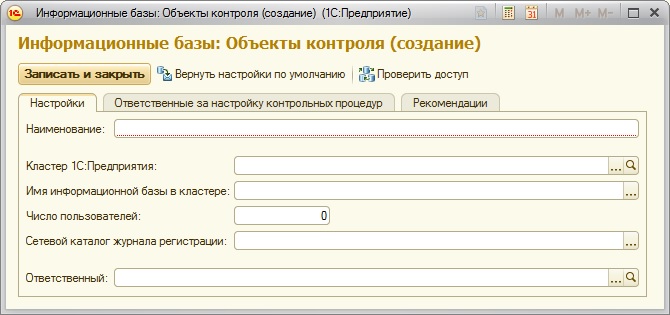 Информационные базы: Объекты контроля (создание) (1С:Предприятие)
M M+ M-
Информационные базы: Объекты контроля (создание)
Записать и закрыть Вернуть настройки по умолчанию Проверить доступ
Настройки Ответственные за настройку контрольных процедур Рекомендации
Наименование:
Кластер 1С:Предприятия: ...
Имя информационной базы в кластере: ...
Число пользователей: 0
Сетевой каталог журнала регистрации: ...
Ответственный: ...